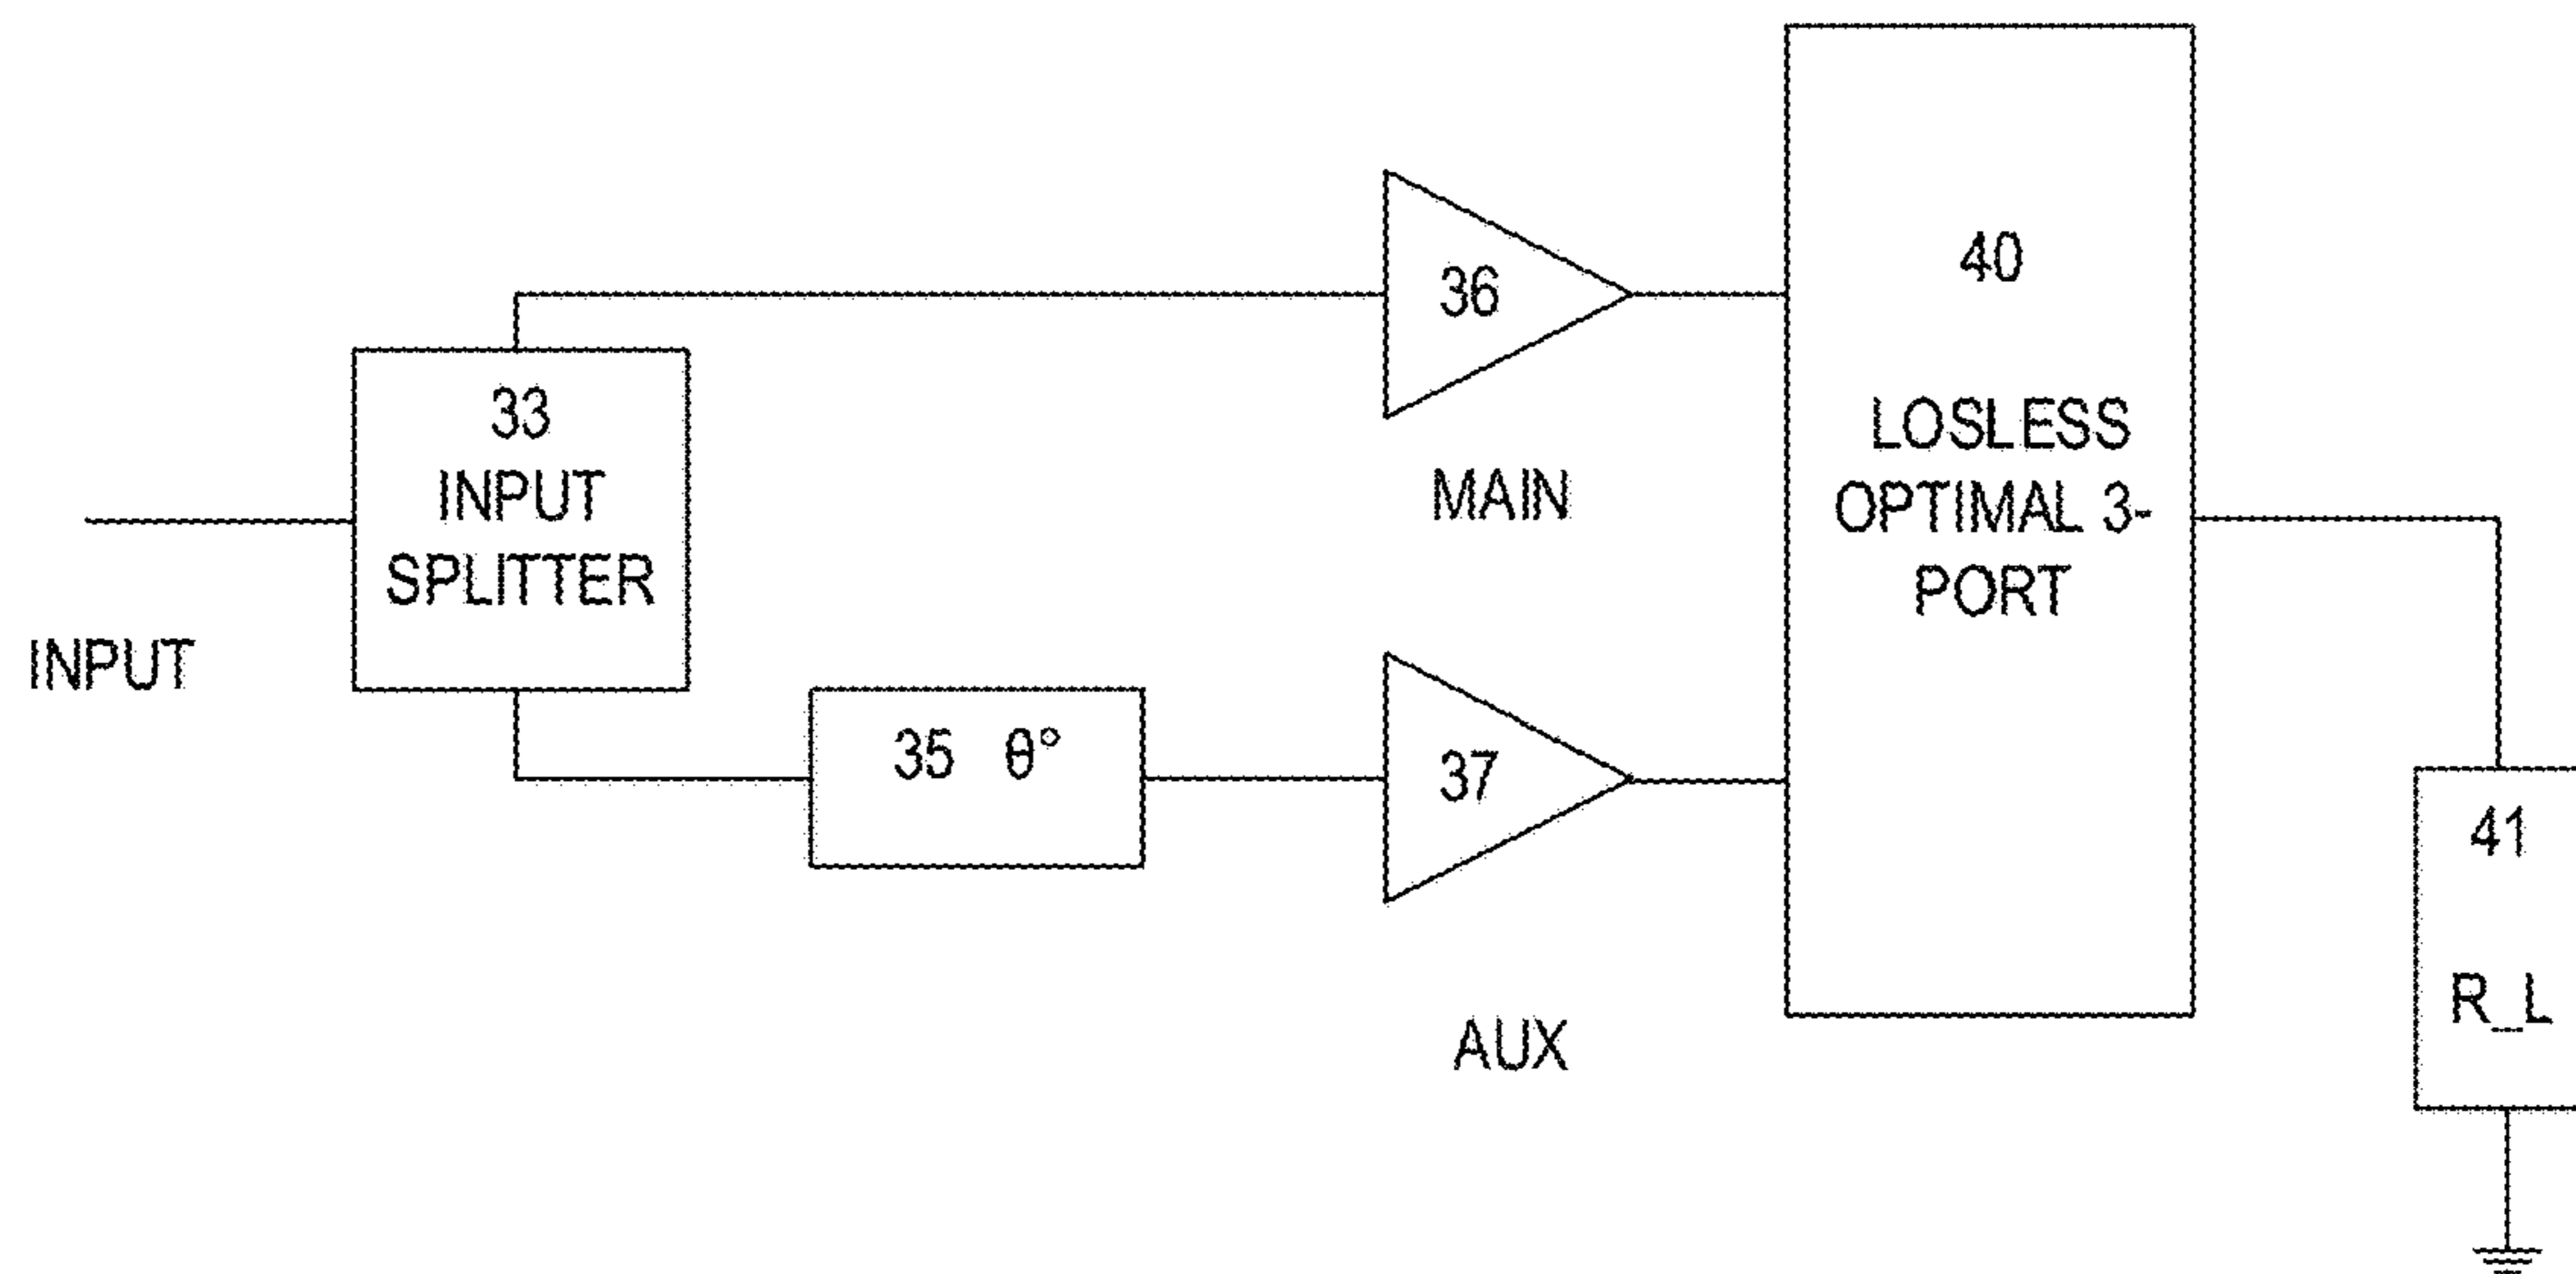 INPUT
33
INPUT
SPLITTER
35 θ°
36
MAIN
37
AUX
40
LOSLESS
OPTIMAL 3-
PORT
41
R_L